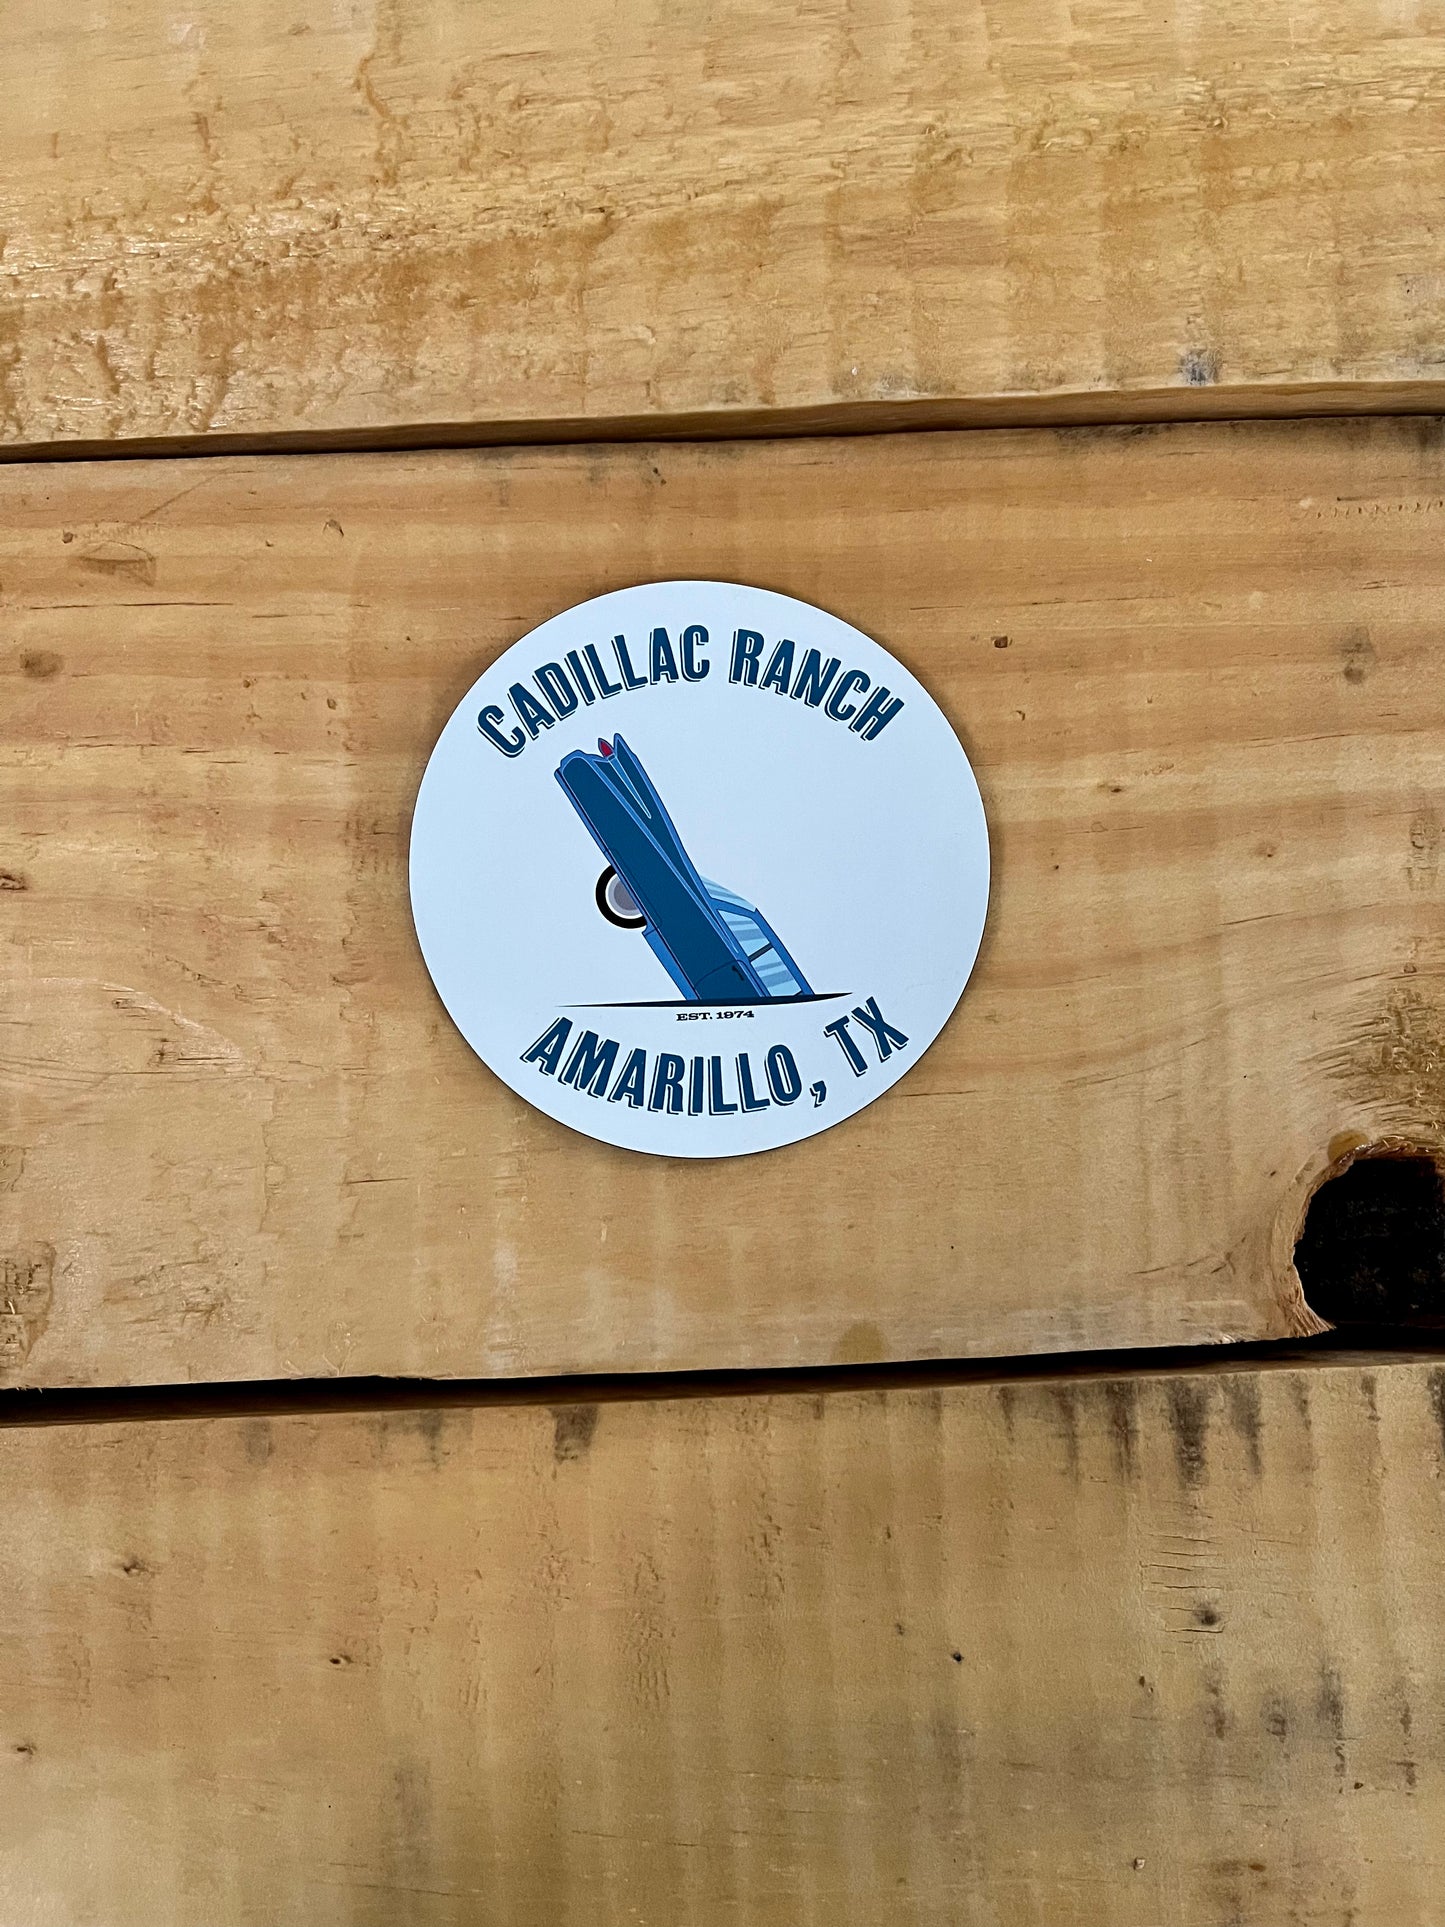 CADILLAC RANCH
EST. 1974
AMARILLO, TX